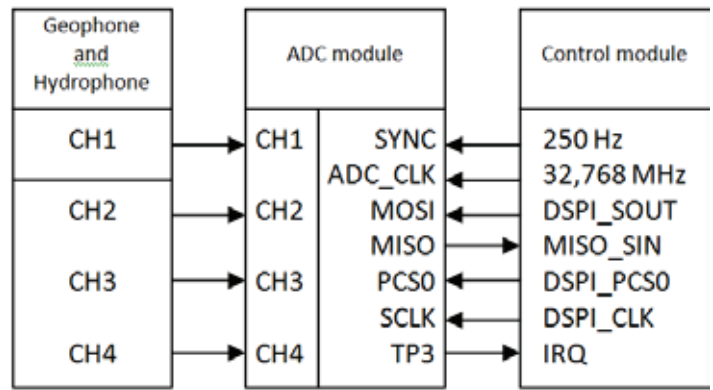 Geophone
and
Hydrophone
ADC module
Control module
CH1
CH1
SYNC
250 Hz
ADC_CLK
32,768 MHz
CH2
CH2
MOSI
DSPI_SOUT
MISO
MISO_SIN
CH3
CH3
PCS0
DSPI_PCS0
SCLK
DSPI_CLK
CH4
CH4
TP3
IRQ